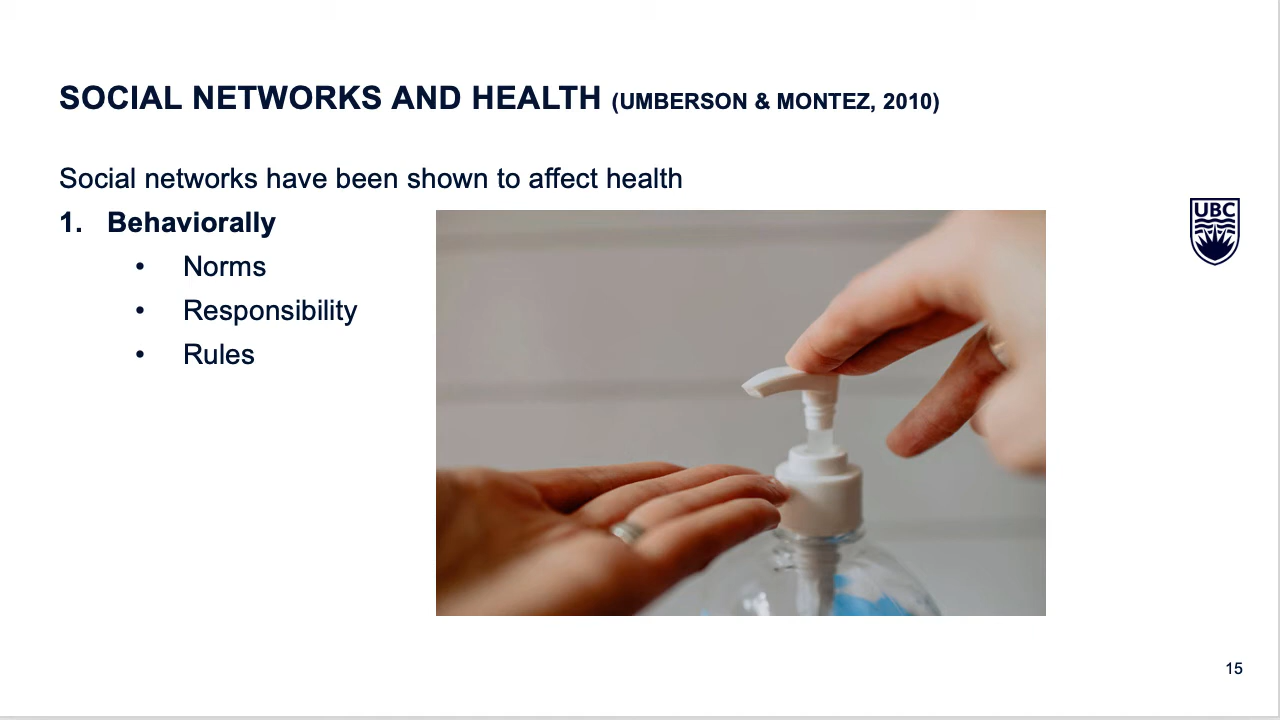 SOCIAL NETWORKS AND HEALTH (UMBERSON & MONTEZ, 2010)
Social networks have been shown to affect health
1. Behaviorally
• Norms
• Responsibility
• Rules
UBC
15